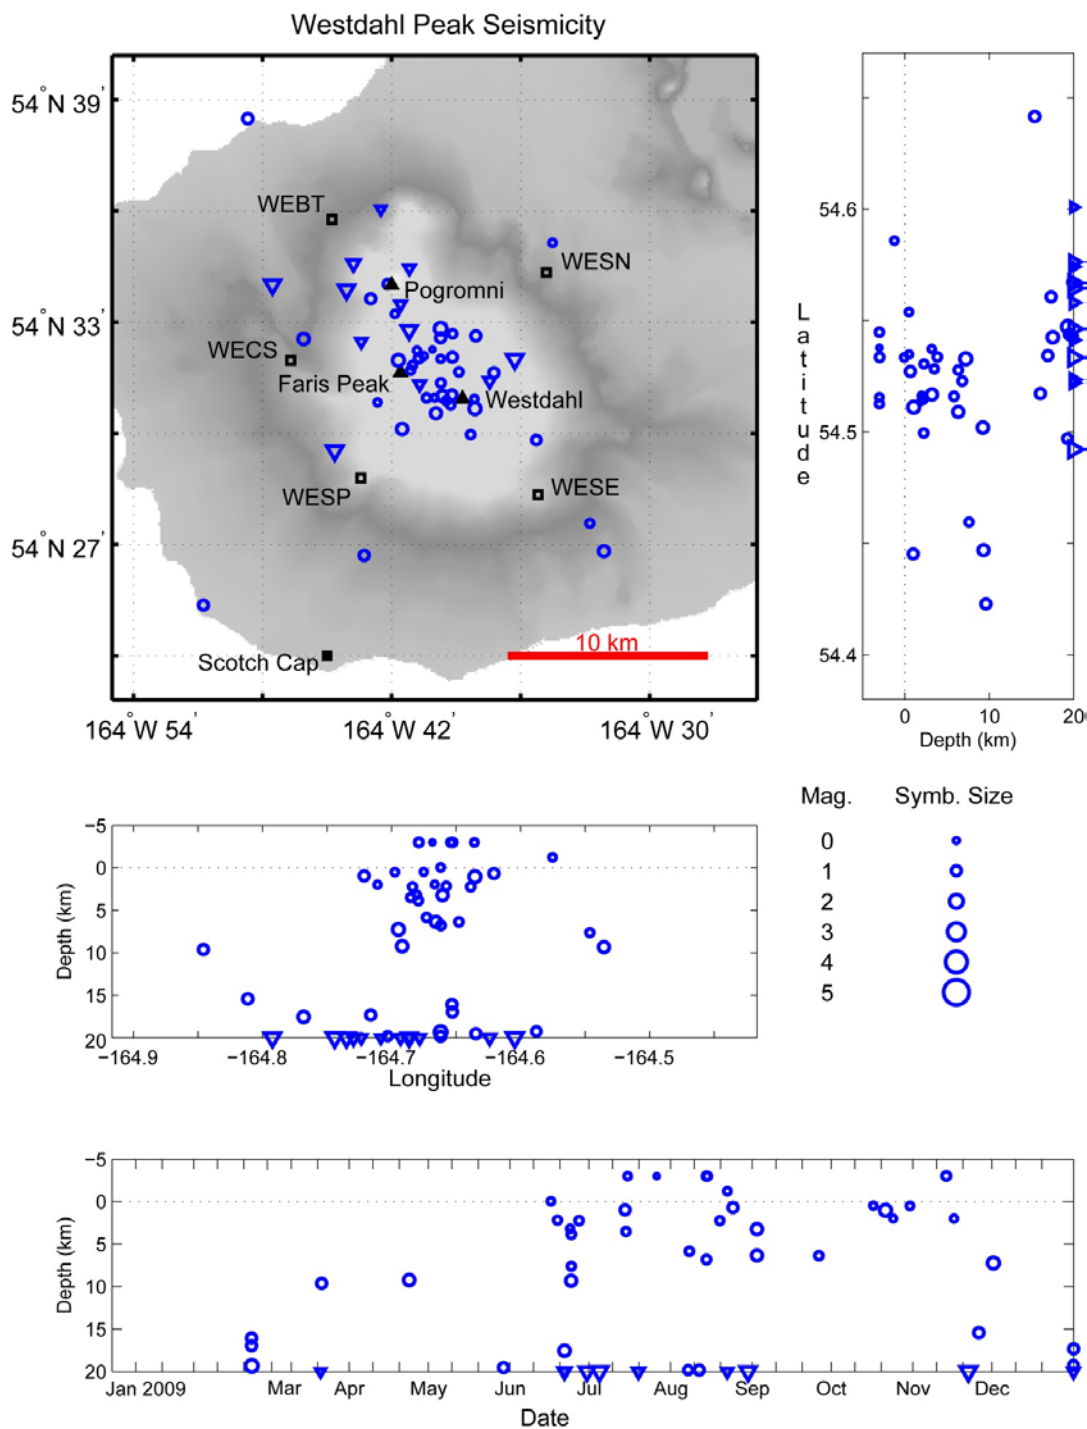 Westdahl Peak Seismicity
54°N 39'
54°N 33'
54°N 27'
WEBT
WESN
Pogromni
WECS
Faris Peak
Westdahl
WESP
WESE
10 km
Scotch Cap
164°W 54' 164°W 42' 164°W 30'
Latitude
54.6
54.5
54.4
0 10 20
Depth (km)
Mag. Symb. Size
0
1
2
3
4
5
−5
0
5
10
15
20
Depth (km)
−164.9 −164.8 −164.7 −164.6 −164.5
Longitude
−5
0
5
10
15
20
Depth (km)
Jan 2009 Mar Apr May Jun Jul Aug Sep Oct Nov Dec
Date